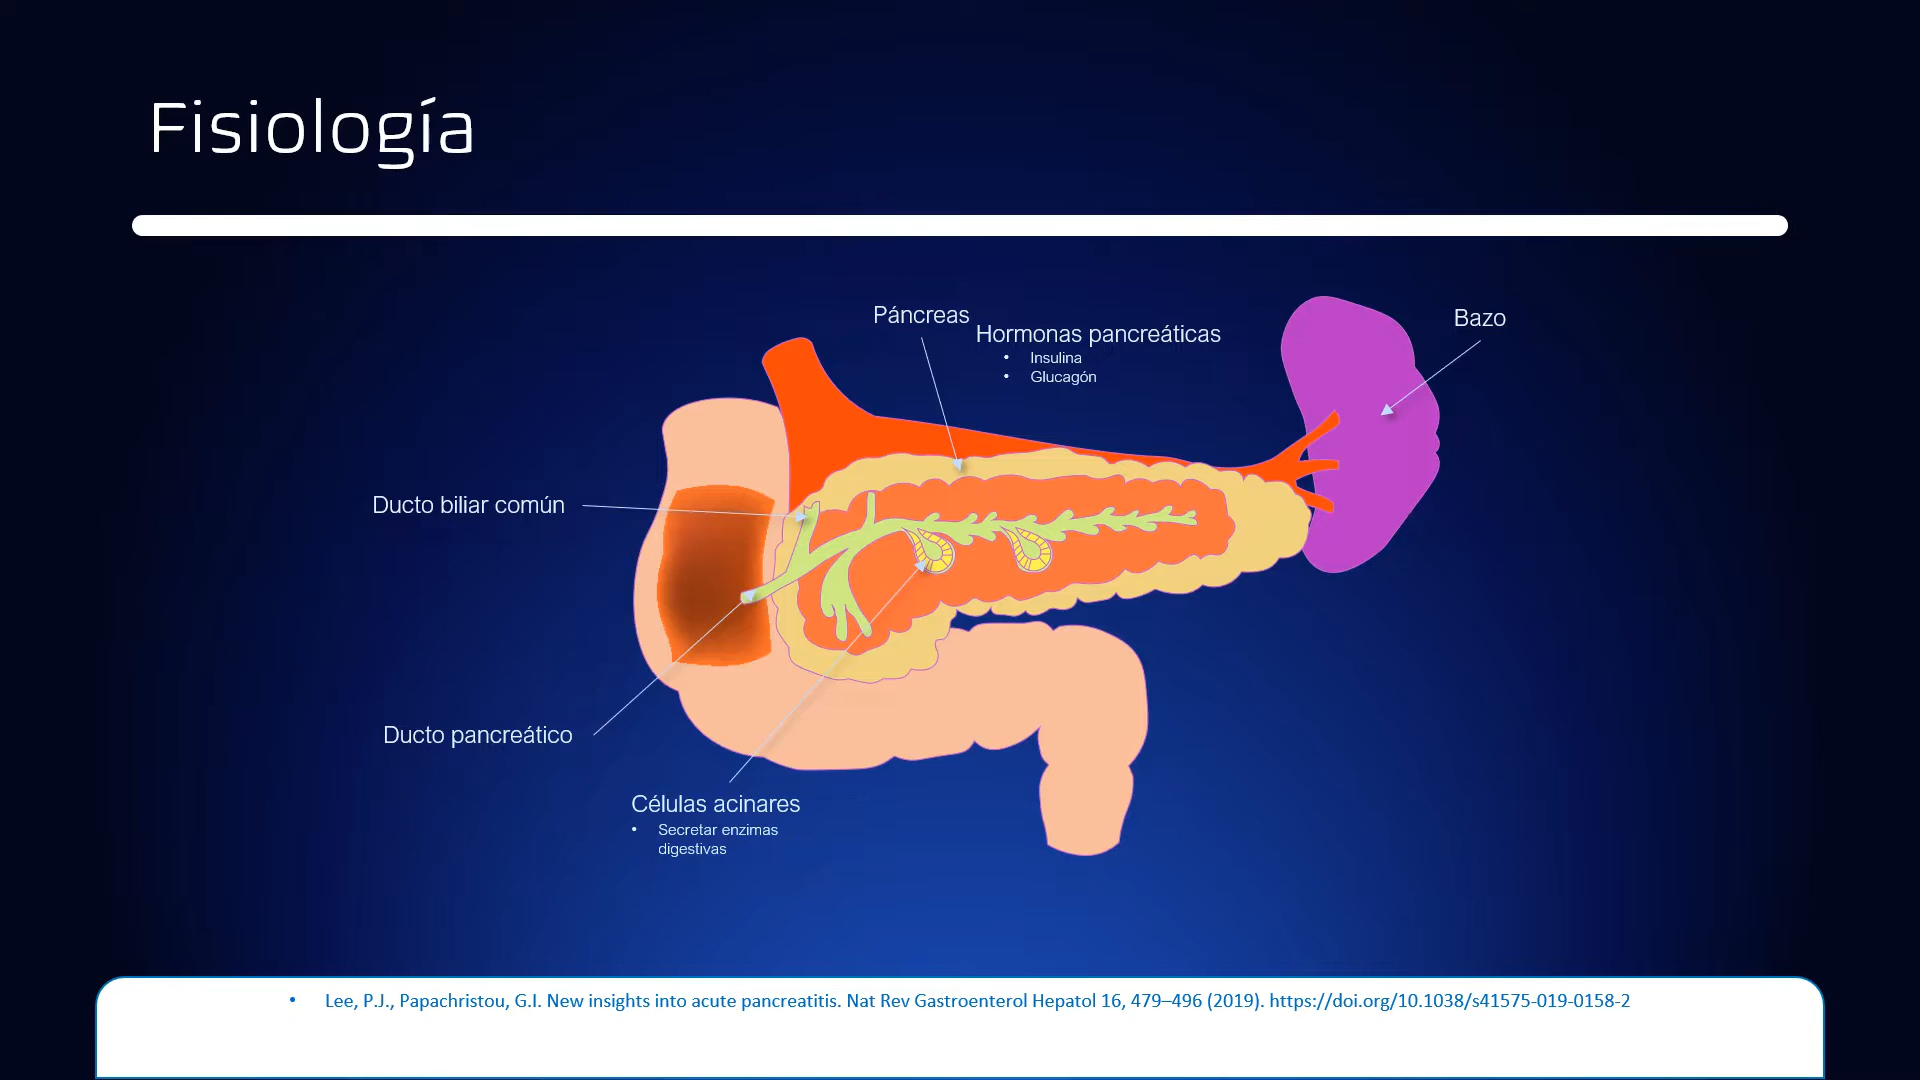 Fisiología
Páncreas
Hormonas pancreáticas
• Insulina
• Glucagón
Bazo
Ducto biliar común
Ducto pancreático
Células acinares
• Secretar enzimas
digestivas
• Lee, P.J., Papachristou, G.I. New insights into acute pancreatitis. Nat Rev Gastroenterol Hepatol 16, 479–496 (2019). https://doi.org/10.1038/s41575-019-0158-2